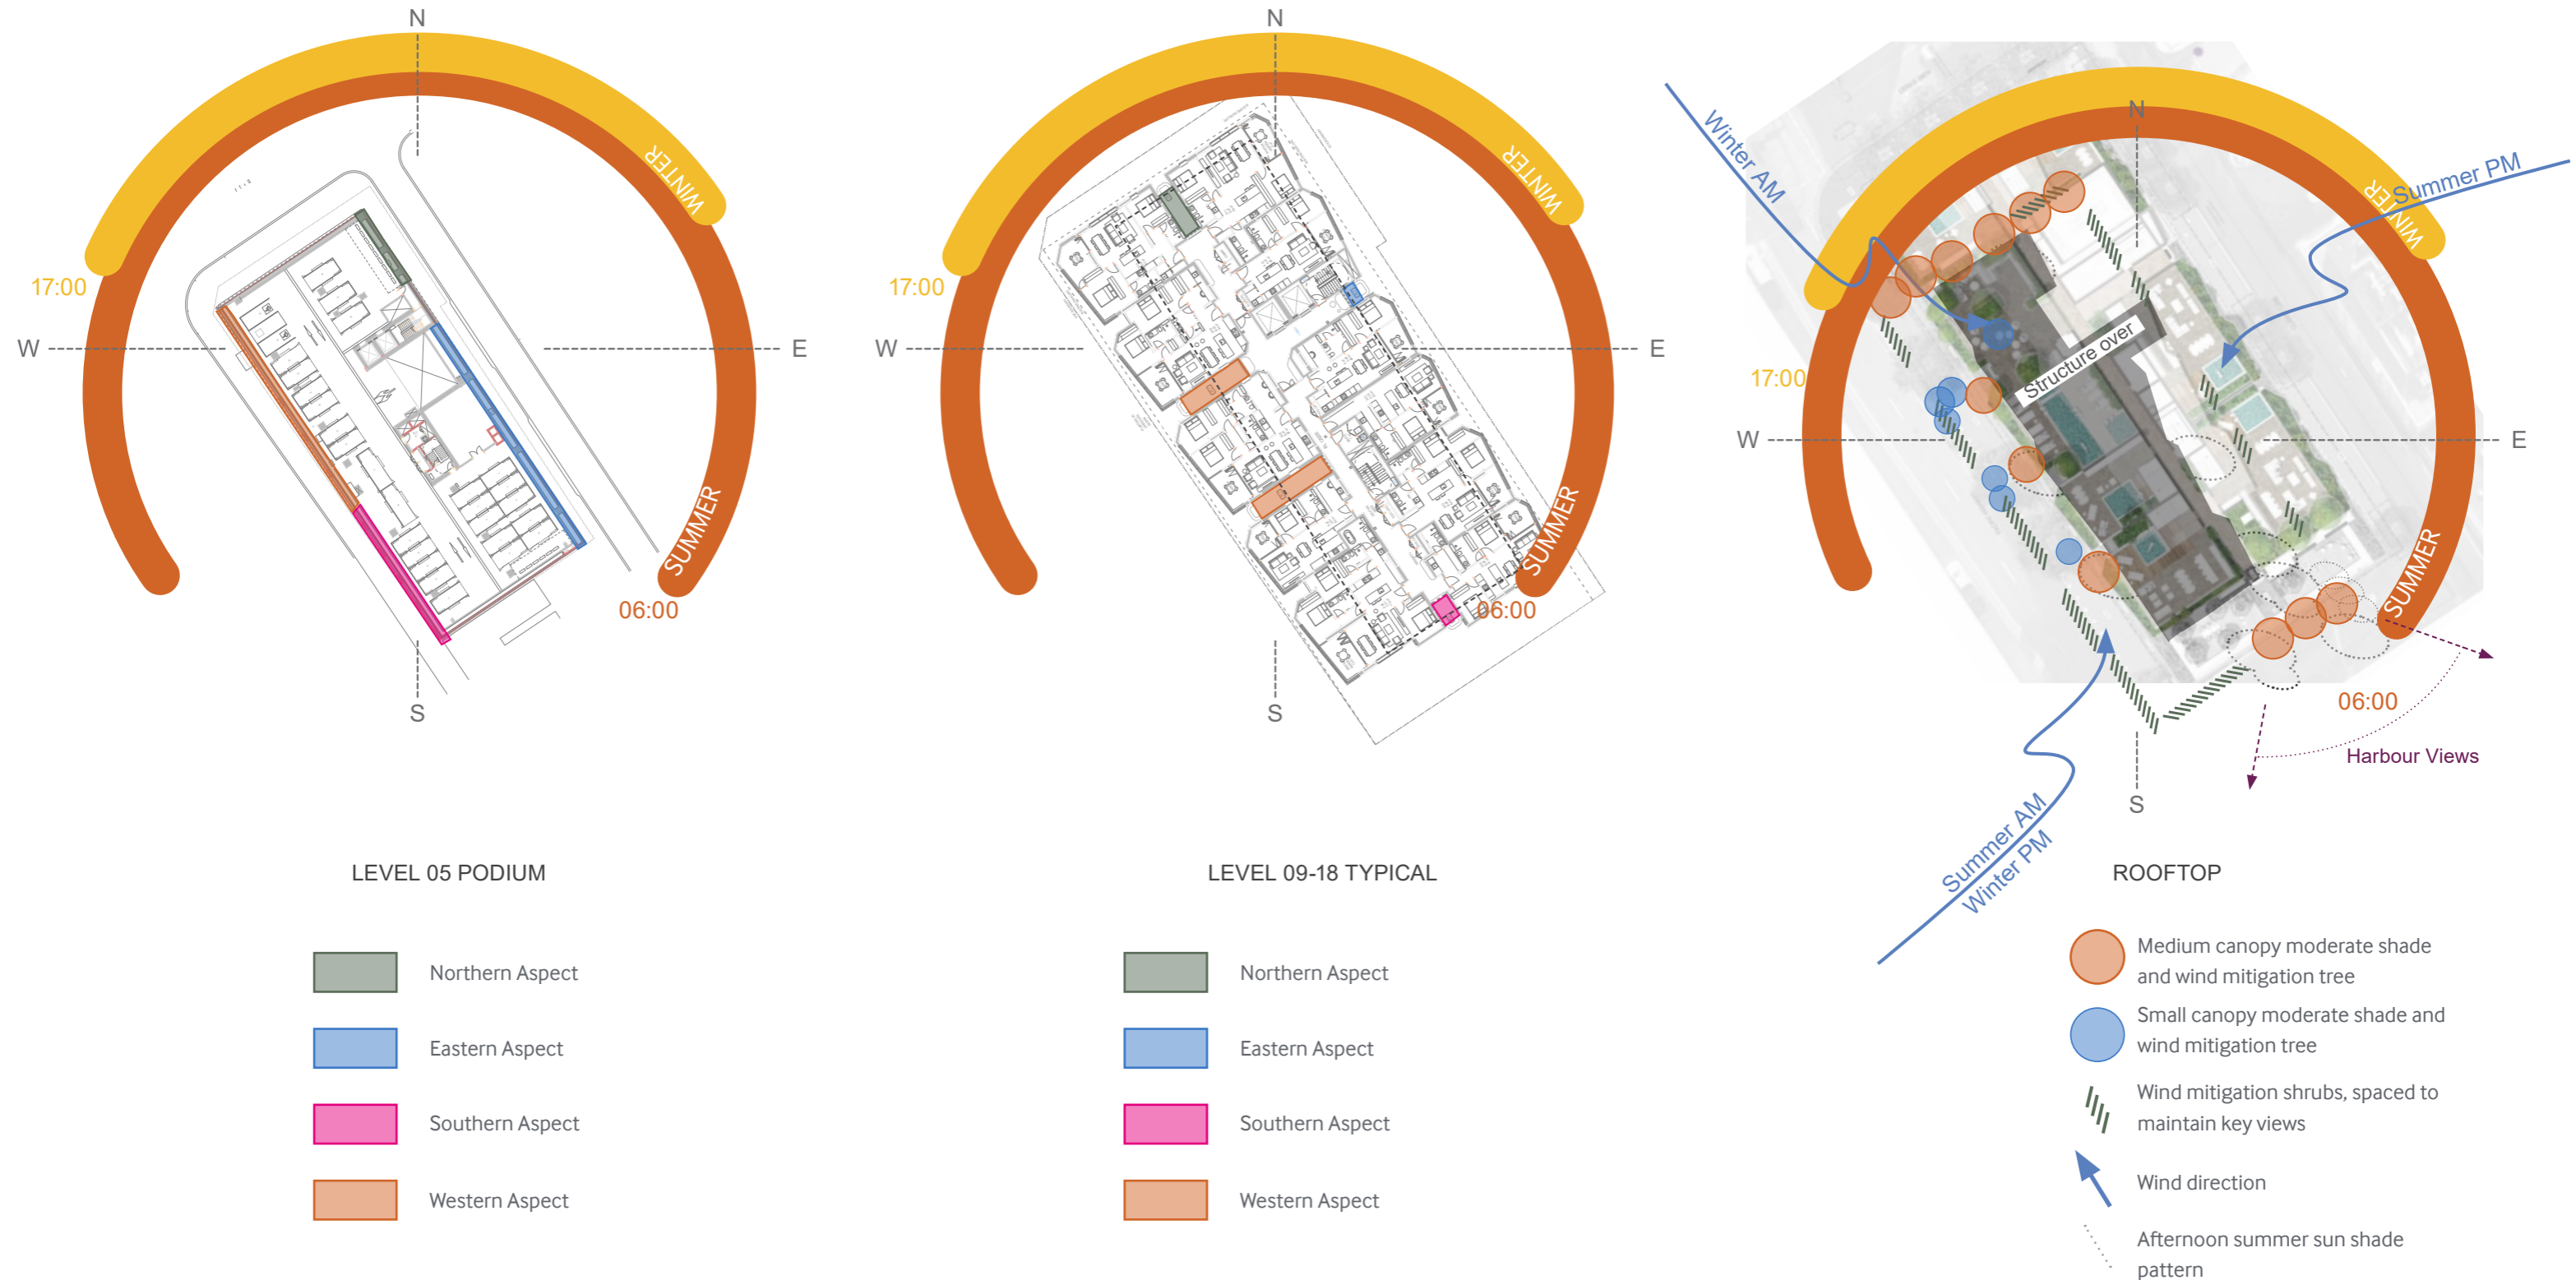 N
WINTER
17:00
W
E
SUMMER
06:00
S
LEVEL 05 PODIUM
Northern Aspect
Eastern Aspect
Southern Aspect
Western Aspect
N
WINTER
17:00
W
E
SUMMER
06:00
S
LEVEL 09-18 TYPICAL
Northern Aspect
Eastern Aspect
Southern Aspect
Western Aspect
N
Winter AM
Summer PM
WINTER
Structure over
17:00
W
E
SUMMER
06:00
Harbour Views
S
Summer AM
Winter PM
ROOFTOP
Medium canopy moderate shade
and wind mitigation tree
Small canopy moderate shade and
wind mitigation tree
Wind mitigation shrubs, spaced to
maintain key views
Wind direction
Afternoon summer sun shade
pattern